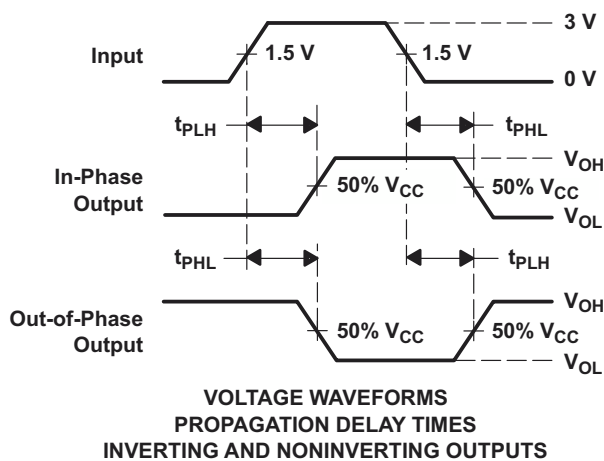 3 V
Input
1.5 V
1.5 V
0 V
tPLH
tPHL
VOH
In-Phase
Output
50% VCC
50% VCC
VOL
tPHL
tPLH
VOH
Out-of-Phase
Output
50% VCC
50% VCC
VOL
VOLTAGE WAVEFORMS
PROPAGATION DELAY TIMES
INVERTING AND NONINVERTING OUTPUTS